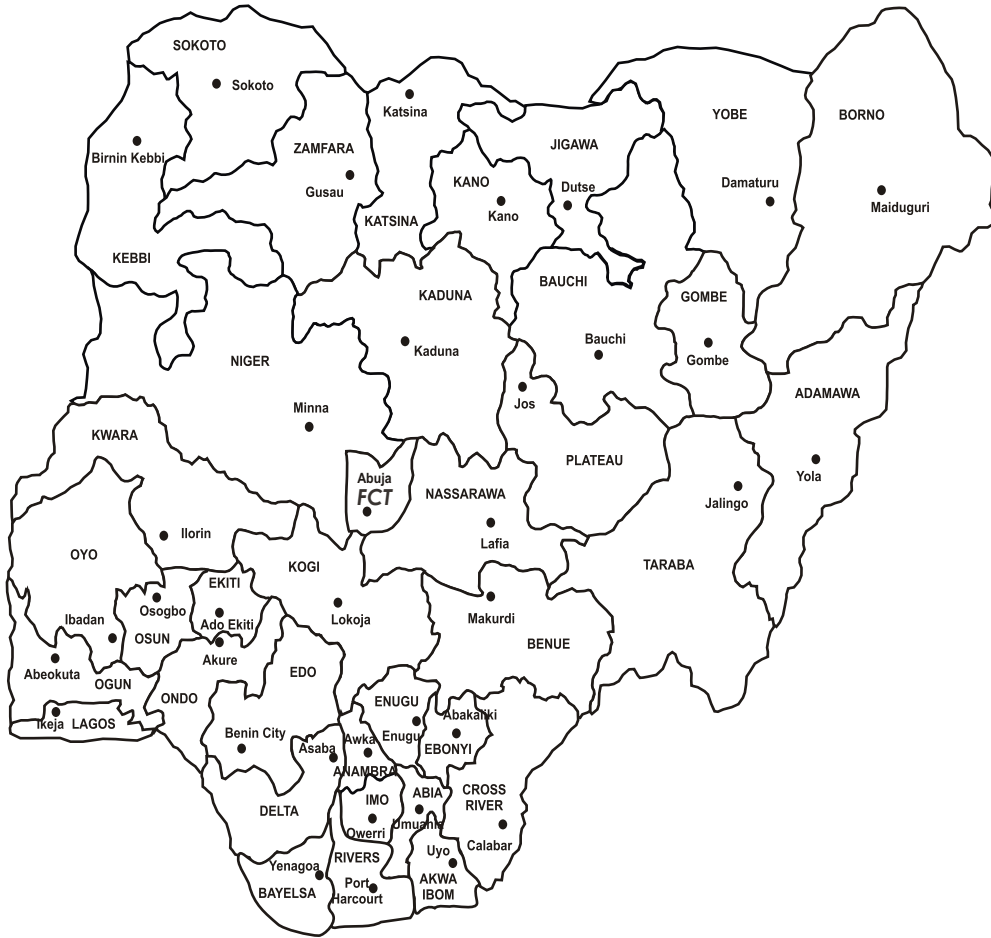 SOKOTO
Sokoto
Katsina
YOBE
BORNO
Birnin Kebbi
ZAMFARA
Gusau
JIGAWA
KANO
Kano
Dutse
Damaturu
Maiduguri
KATSINA
KEBBI
KADUNA
Kaduna
BAUCHI
Bauchi
GOMBE
Gombe
NIGER
Minna
Jos
ADAMAWA
KWARA
Abuja
FCT
NASSARAWA
PLATEAU
Yola
Jalingo
Ilorin
Lafia
OYO
KOGI
TARABA
EKITI
Ibadan
Osogbo
Ado Ekiti
Lokoja
Makurdi
OSUN
BENUE
Akure
Abeokuta
OGUN
EDO
ONDO
ENUGU
Enugu
Abakaliki
EBONYI
Ikeja
LAGOS
Benin City
Asaba
Awka
ANAMBRA
CROSS
RIVER
Calabar
DELTA
IMO
Owerri
ABIA
Umuahia
Uyo
AKWA
IBOM
Yenagoa
BAYELSA
RIVERS
Port
Harcourt